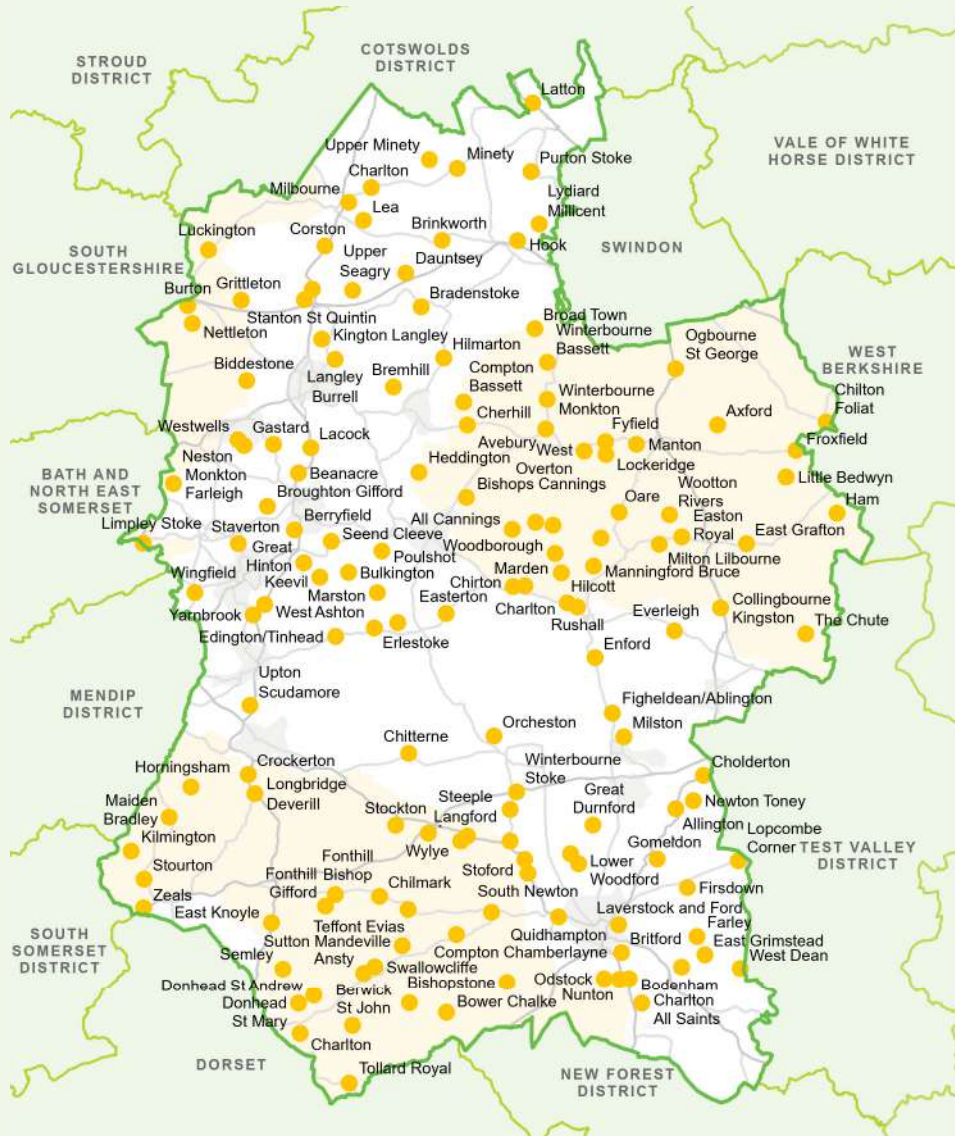 COTSWOLDS
DISTRICT
STROUD
DISTRICT
Latton
VALE OF WHITE
HORSE DISTRICT
Upper Minety
Minety
Purton Stoke
Charlton
Milbourne
Lydiard
Millicent
Lea
Luckington
Corston
Brinkworth
Hook
SWINDON
SOUTH
GLOUCESTERSHIRE
Upper
Seagry
Dauntsey
Burton
Grittleton
Bradenstoke
Stanton St Quintin
Nettleton
Kington Langley
Broad Town
Winterbourne
Bassett
Ogbourne
St George
Hilmarton
WEST
BERKSHIRE
Biddestone
Langley
Burrell
Bremhill
Compton
Bassett
Winterbourne
Monkton
Chilton
Foliat
Cherhill
Axford
Westwells
Gastard
Lacock
Fyfield
Avebury
West
Overton
Manton
Froxfield
Neston
Lockeridge
BATH AND
NORTH EAST
SOMERSET
Monkton
Farleigh
Beanacre
Heddington
Little Bedwyn
Bishops Cannings
Oare
Wootton
Rivers
Broughton Gifford
Ham
Limpley Stoke
Staverton
Berryfield
All Cannings
Easton
Royal
Seend Cleeve
East Grafton
Great
Hinton
Poulshot
Woodborough
Milton Lilbourne
Wingfield
Keevil
Bulkington
Marden
Manningford Bruce
Marston
Chirton
Hilcott
Easterton
Yarnbrook
West Ashton
Charlton
Rushall
Everleigh
Collingbourne
Kingston
The Chute
Edington/Tinhead
Erlestoke
Enford
Upton
Scudamore
MENDIP
DISTRICT
Figheldean/Ablington
Orcheston
Milston
Chitterne
Crockerton
Winterbourne
Stoke
Cholderton
Horningsham
Longbridge
Deverill
Steeple
Langford
Great
Durnford
Newton Toney
Maiden
Bradley
Stockton
Allington
Kilmington
Wylye
Gomeldon
Lopcombe
Corner
TEST VALLEY
DISTRICT
Stourton
Fonthill
Bishop
Stoford
Lower
Woodford
Fonthill
Gifford
Chilmark
South Newton
Firsdown
Zeals
East Knoyle
Laverstock and Ford
SOUTH
SOMERSET
DISTRICT
Teffont Evias
Farley
Quidhampton
Sutton Mandeville
Britford
East Grimstead
Semley
Compton Chamberlayne
West Dean
Ansty
Swallowcliffe
Donhead St Andrew
Bishopstone
Odstock
Bodenham
Berwick
St John
Nunton
Donhead
St Mary
Bower Chalke
Charlton
All Saints
Charlton
DORSET
Tollard Royal
NEW FOREST
DISTRICT